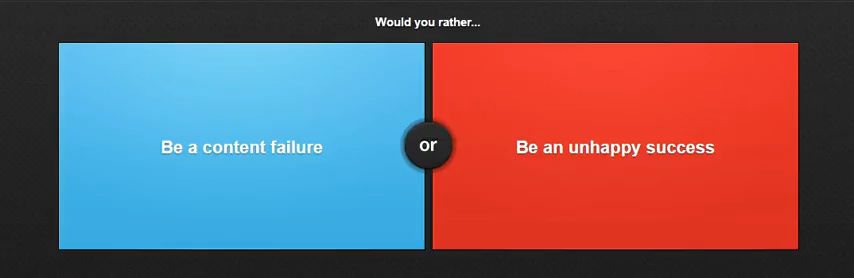 Would you rather...
Be a content failure
or
Be an unhappy success